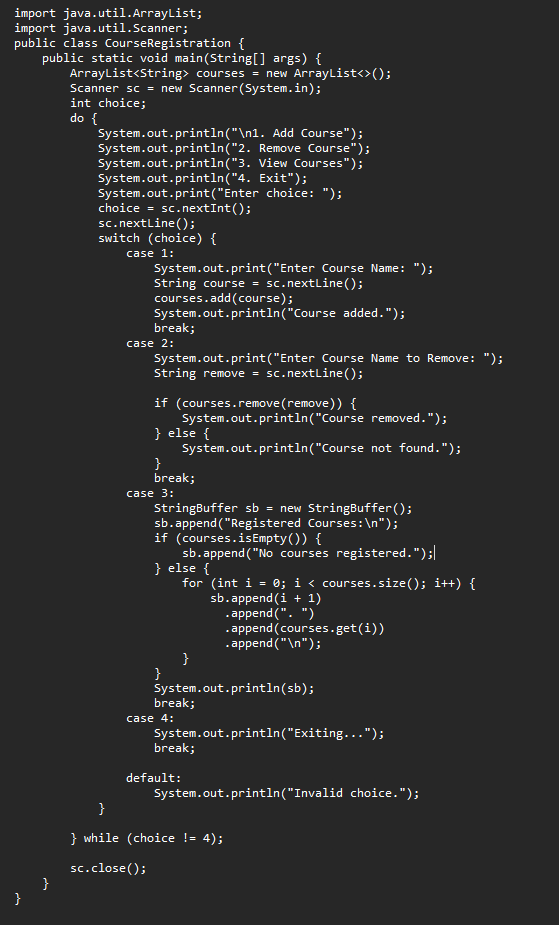 import java.util.ArrayList;
import java.util.Scanner;
public class CourseRegistration {
    public static void main(String[] args) {
        ArrayList<String> courses = new ArrayList<>();
        Scanner sc = new Scanner(System.in);
        int choice;
        do {
            System.out.println("\n1. Add Course");
            System.out.println("2. Remove Course");
            System.out.println("3. View Courses");
            System.out.println("4. Exit");
            System.out.print("Enter choice: ");
            choice = sc.nextInt();
            sc.nextLine();
            switch (choice) {
                case 1:
                    System.out.print("Enter Course Name: ");
                    String course = sc.nextLine();
                    courses.add(course);
                    System.out.println("Course added.");
                    break;
                case 2:
                    System.out.print("Enter Course Name to Remove: ");
                    String remove = sc.nextLine();

                    if (courses.remove(remove)) {
                        System.out.println("Course removed.");
                    } else {
                        System.out.println("Course not found.");
                    }
                    break;
                case 3:
                    StringBuffer sb = new StringBuffer();
                    sb.append("Registered Courses:\n");
                    if (courses.isEmpty()) {
                        sb.append("No courses registered.");
                    } else {
                        for (int i = 0; i < courses.size(); i++) {
                            sb.append(i + 1)
                              .append(". ")
                              .append(courses.get(i))
                              .append("\n");
                        }
                    }
                    System.out.println(sb);
                    break;
                case 4:
                    System.out.println("Exiting...");
                    break;

                default:
                    System.out.println("Invalid choice.");
            }

        } while (choice != 4);

        sc.close();
    }
}